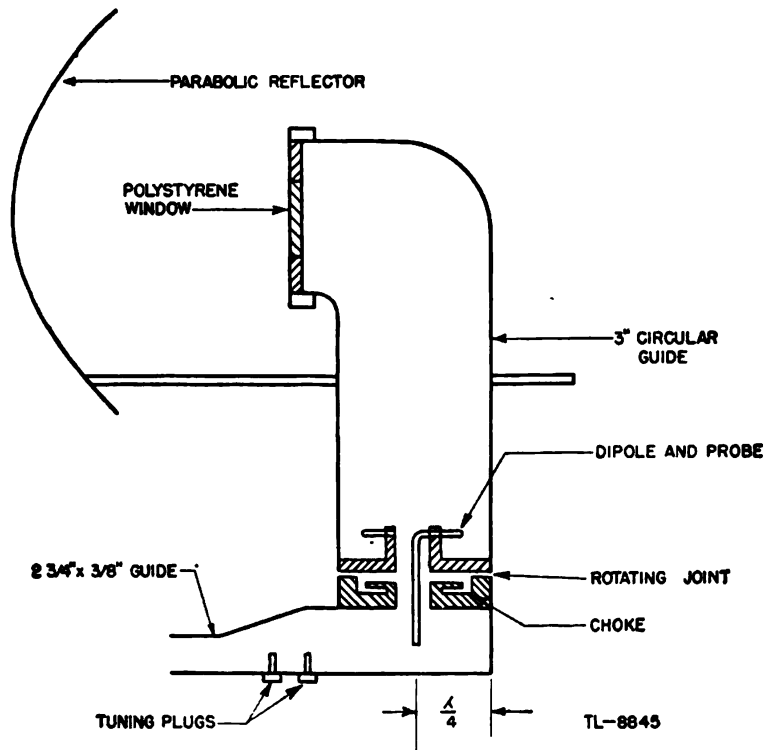 PARABOLIC REFLECTOR
POLYSTYRENE
WINDOW
3" CIRCULAR
GUIDE
DIPOLE AND PROBE
2 3/4" x 3/8" GUIDE
ROTATING JOINT
CHOKE
TUNING PLUGS
λ
4
TL-8845